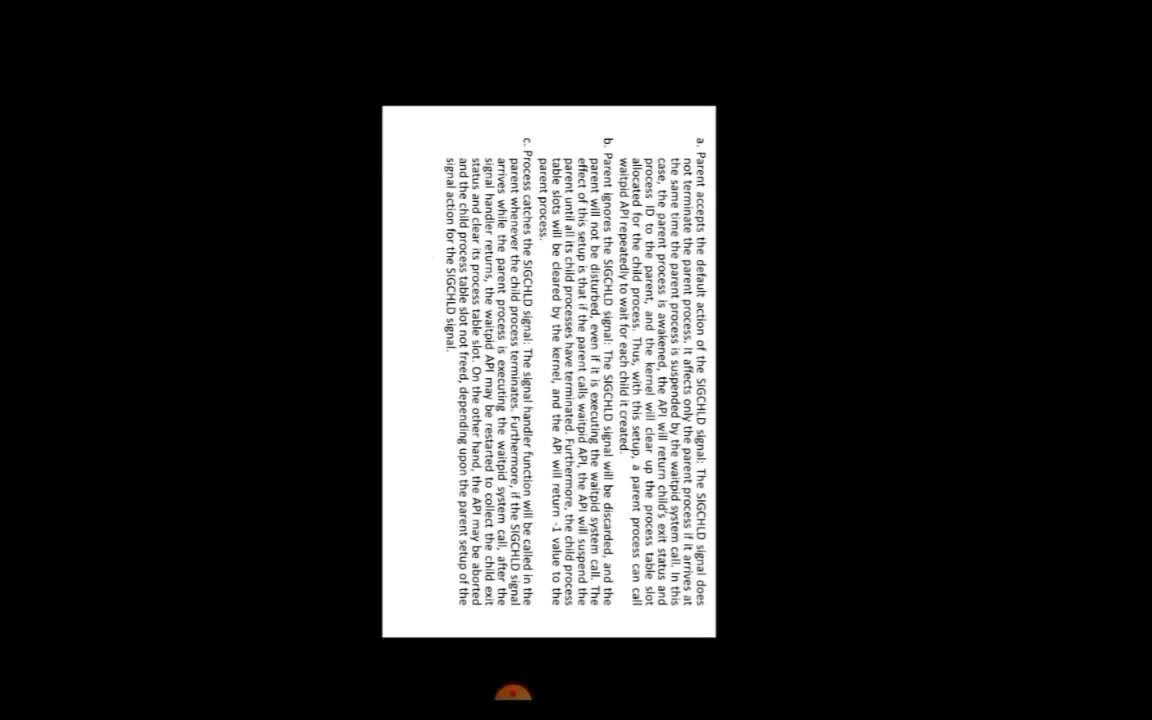 a. Parent accepts the default action of the SIGCHLD signal: The SIGCHLD signal does
not terminate the parent process. It affects only the parent process if it arrives at
the same time the parent process is suspended by the waitpid system call. In this
case, the parent process is awakened, the API will return child's exit status and
process ID to the parent, and the kernel will clear up the process table slot
allocated for the child process. Thus, with this setup, a parent process can call
waitpid API repeatedly to wait for each child it created.
b. Parent ignores the SIGCHLD signal: The SIGCHLD signal will be discarded, and the
parent will not be disturbed, even if it is executing the waitpid system call. The
effect of this setup is that if the parent calls waitpid API, the API will suspend the
parent until all its child processes have terminated. Furthermore, the child process
table slots will be cleared by the kernel, and the API will return -1 value to the
parent process.
c. Process catches the SIGCHLD signal: The signal handler function will be called in the
parent whenever the child process terminates. Furthermore, if the SIGCHLD signal
arrives while the parent process is executing the waitpid system call, after the
signal handler returns, the waitpid API may be restarted to collect the child exit
status and clear its process table slot. On the other hand, the API may be aborted
and the child process table slot not freed, depending upon the parent setup of the
signal action for the SIGCHLD signal.